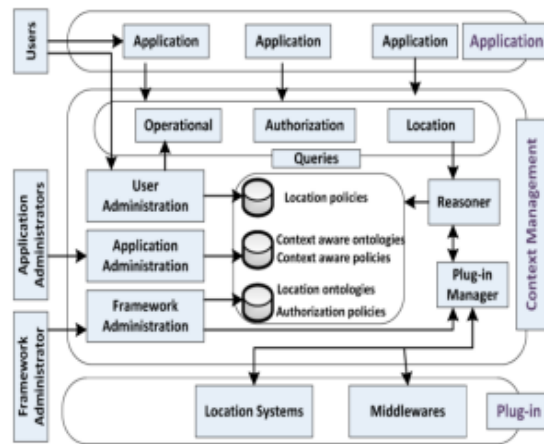 Users
Application
Application
Application
Application
Operational
Authorization
Location
Queries
User
Administration
Location policies
Reasoner
Application
Administrators
Application
Administration
Context aware ontologies
Context aware policies
Context Management
Framework
Administrator
Framework
Administration
Location ontologies
Authorization policies
Plug-in
Manager
Location Systems
Middlewares
Plug-in